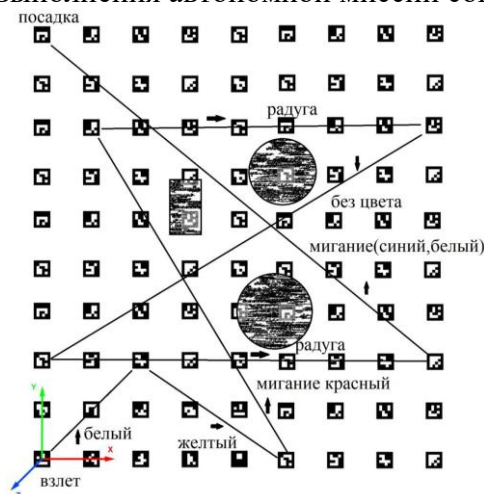 посадка
радуга
без цвета
мигание(синий,белый)
радуга
мигание красный
белый
желтый
взлет
Y
X